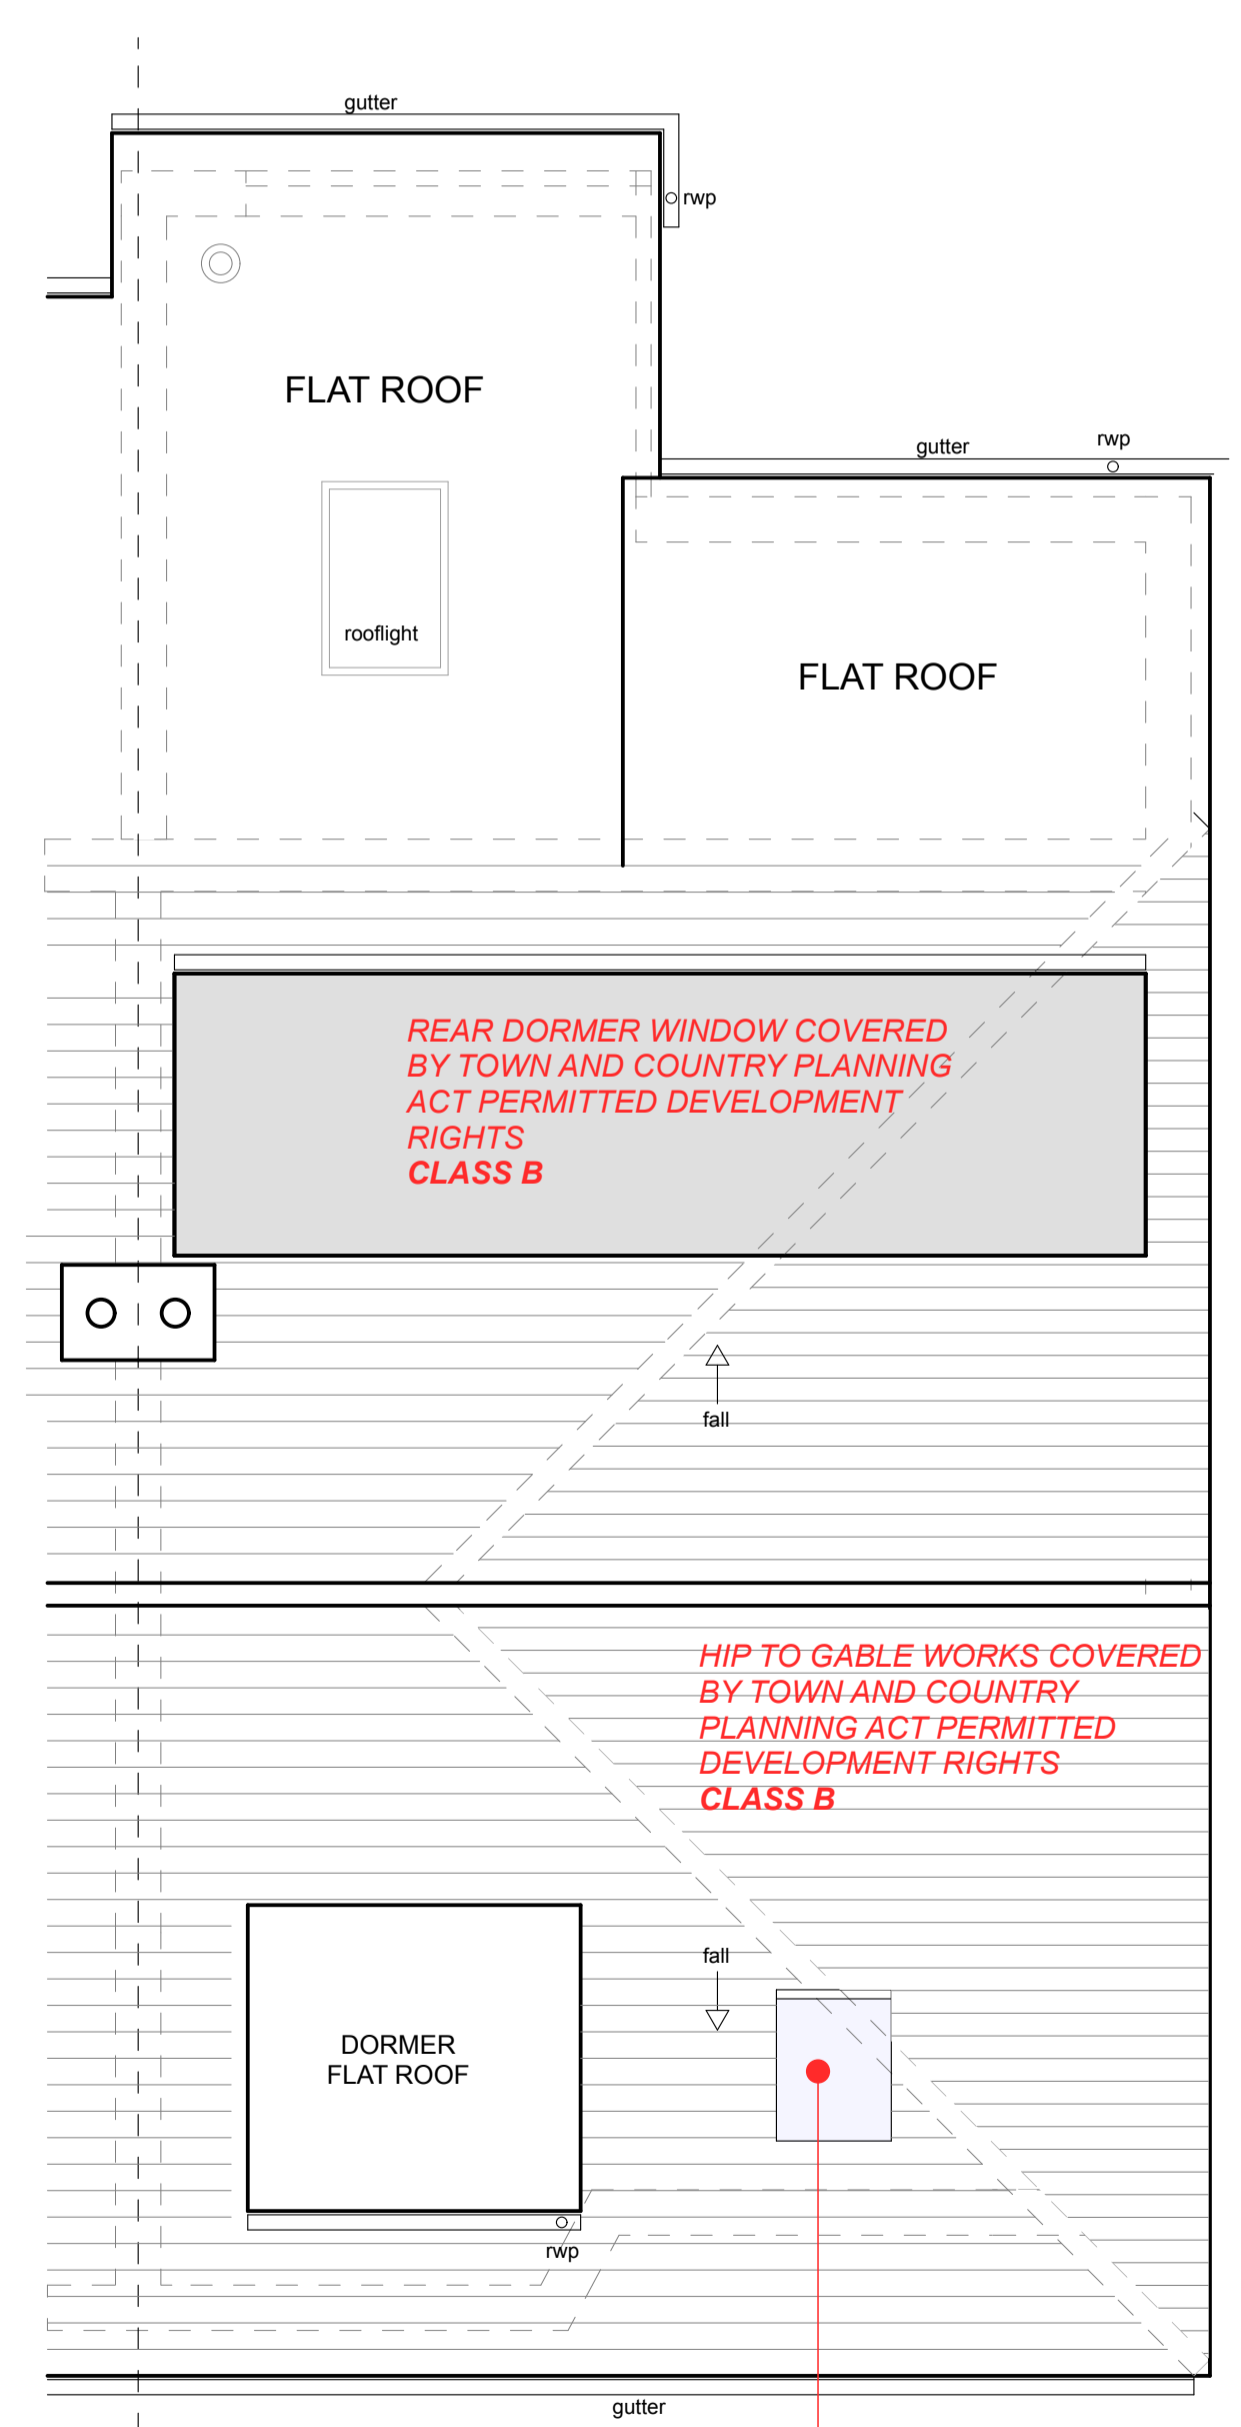 gutter
rwp
FLAT ROOF
gutter
rwp
rooflight
FLAT ROOF
REAR DORMER WINDOW COVERED
BY TOWN AND COUNTRY PLANNING
ACT PERMITTED DEVELOPMENT
RIGHTS
CLASS B
fall
HIP TO GABLE WORKS COVERED
BY TOWN AND COUNTRY
PLANNING ACT PERMITTED
DEVELOPMENT RIGHTS
CLASS B
fall
DORMER
FLAT ROOF
rwp
gutter